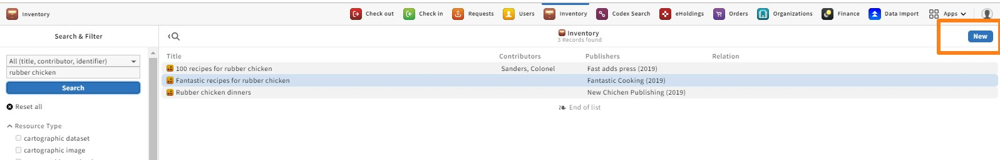 Inventory Check out Check in Requests Users Inventory Codex Search eHoldings Orders Organizations Finance Data Import Apps
Search & Filter
Inventory
3 Records found
New
All (title, contributor, identifier)
rubber chicken
Search
Reset all
Resource Type
cartographic dataset
cartographic image
Title Contributors Publishers Relation
100 recipes for rubber chicken Sanders, Colonel Fast adds press (2019)
Fantastic recipes for rubber chicken Fantastic Cooking (2019)
Rubber chicken dinners New Chichen Publishing (2019)
End of list